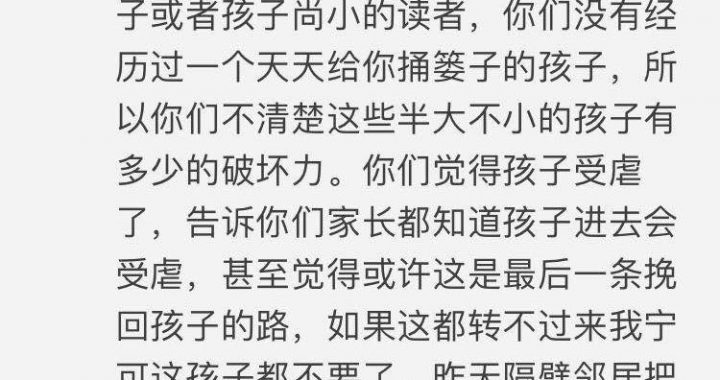 子或者孩子尚小的读者，你们没有经
历过一个天天给你捅篓子的孩子，所
以你们不清楚这些半大不小的孩子有
多少的破坏力。你们觉得孩子受虐
了，告诉你们家长都知道孩子进去会
受虐，甚至觉得或许这是最后一条挽
回孩子的路，如果这都转不过来我宁
可这孩子都不要了。昨天隔壁邻居把